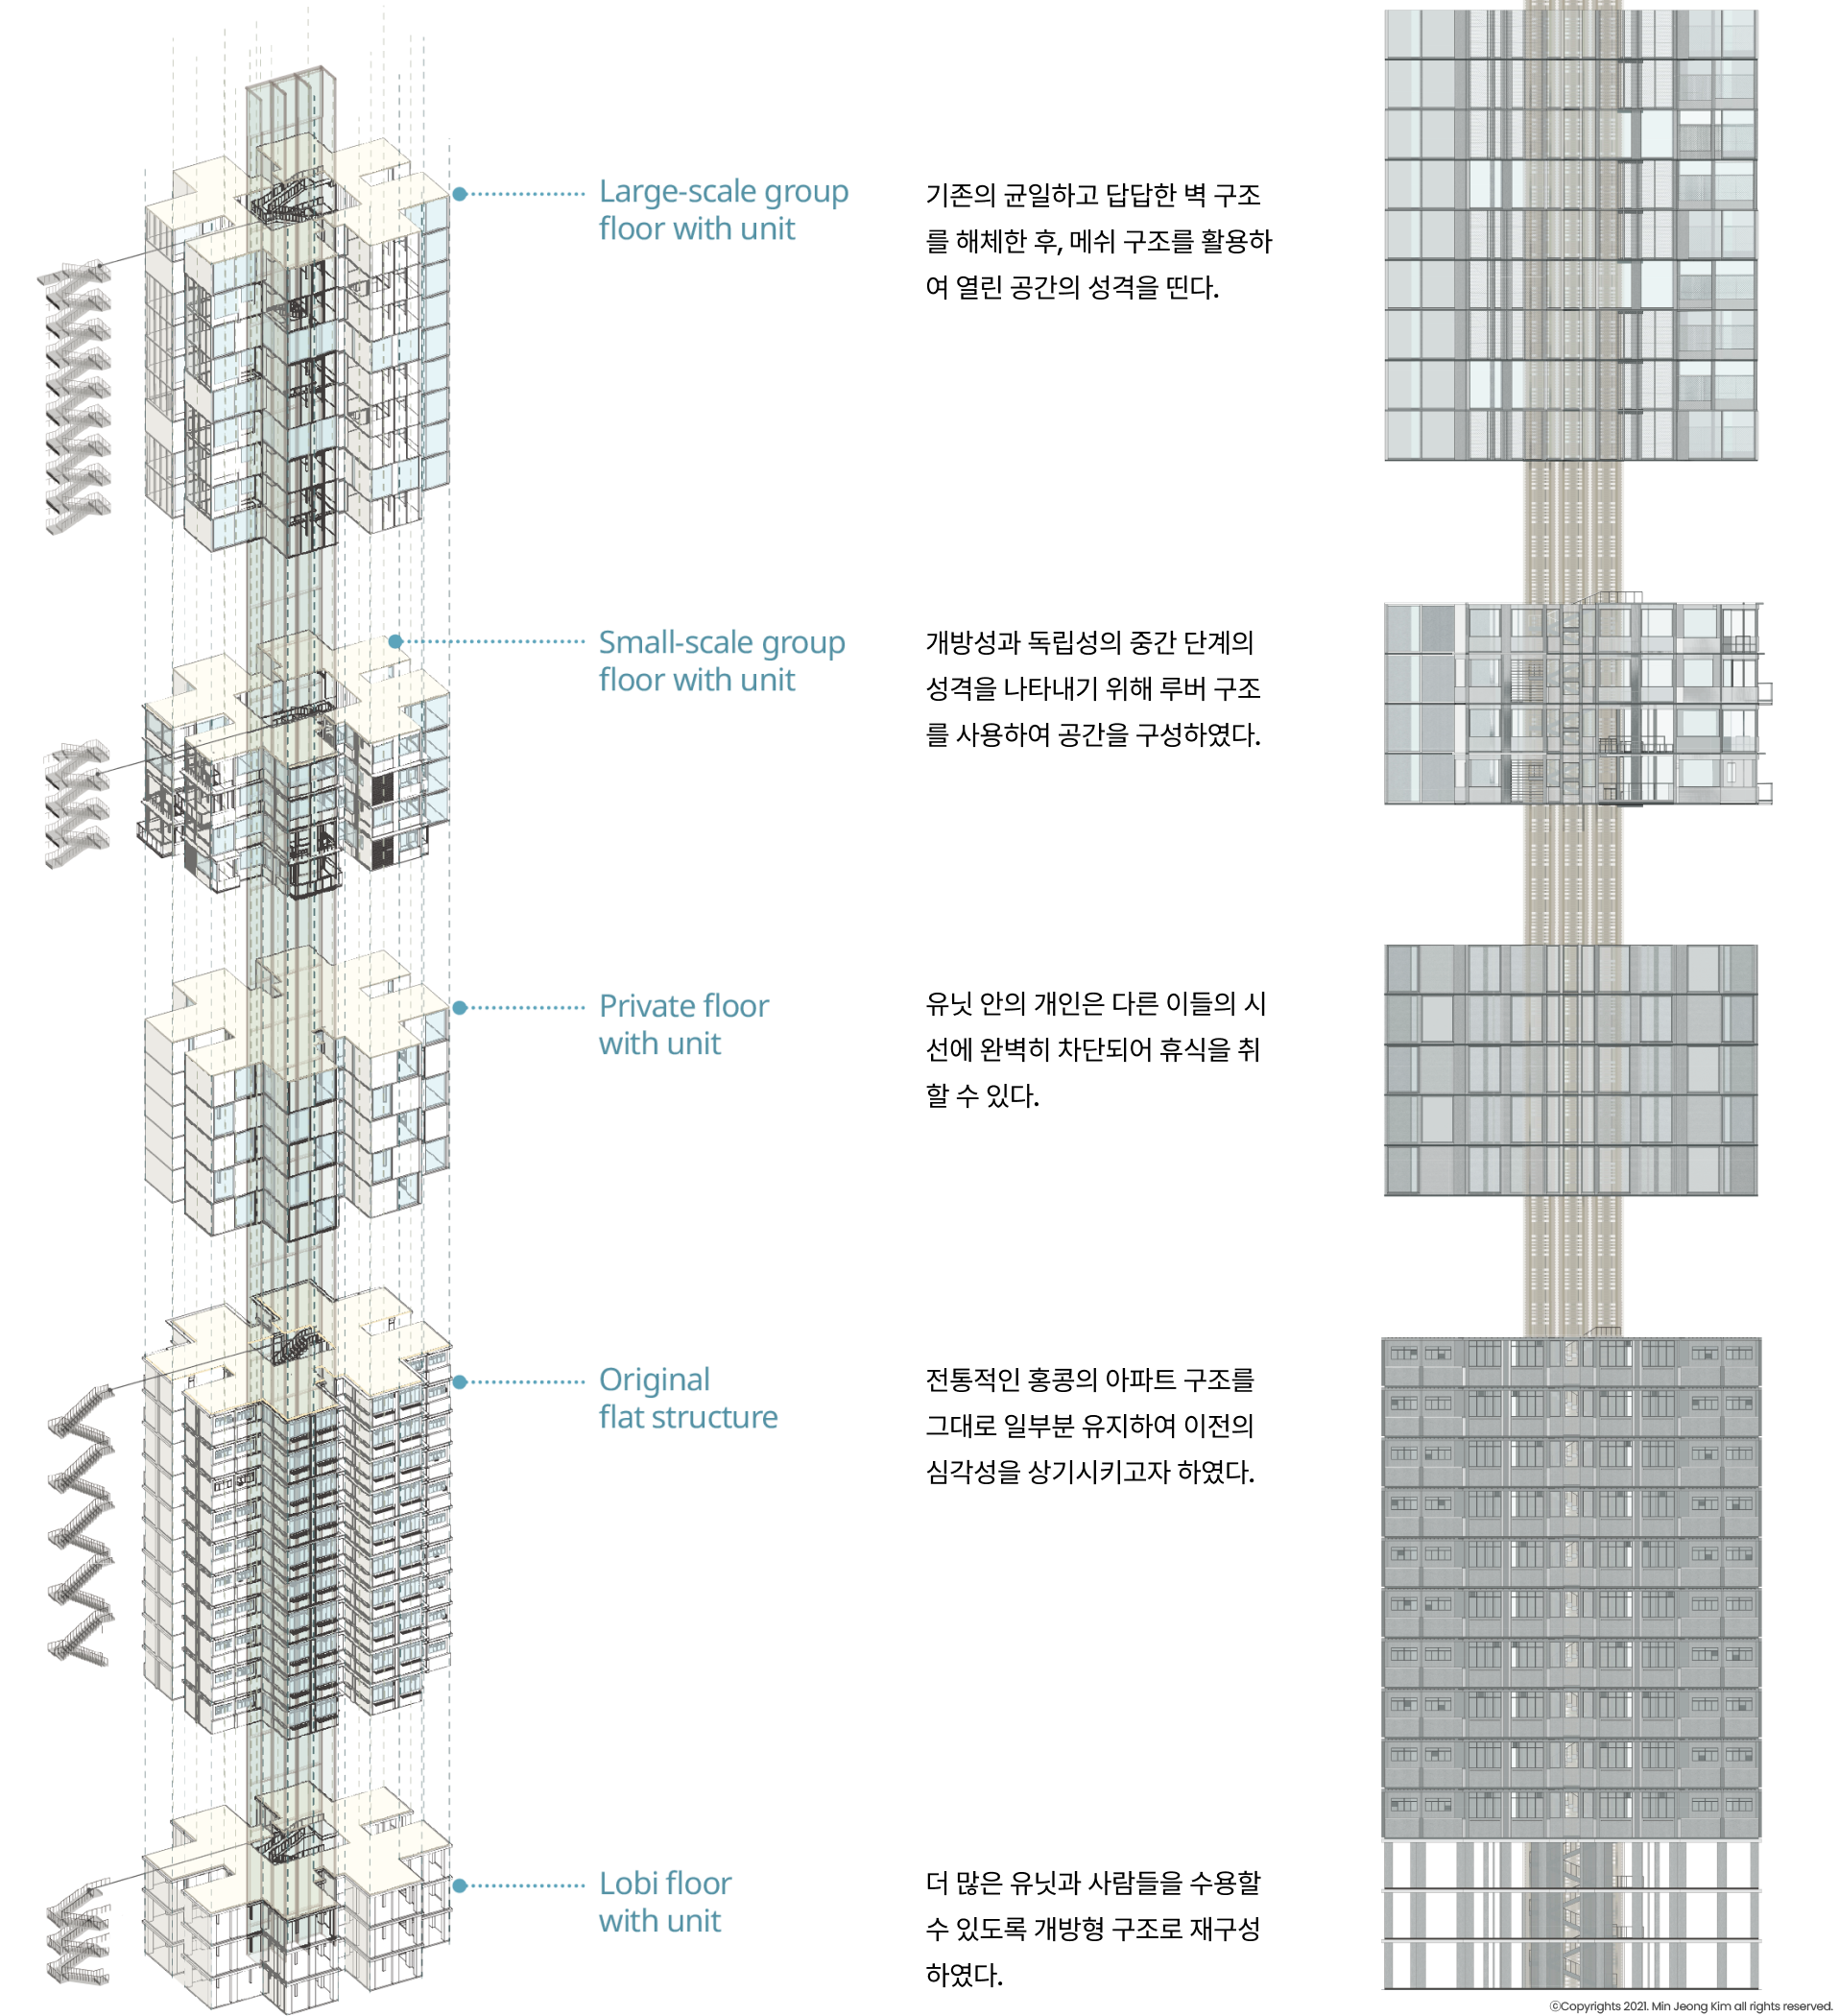 Large-scale group
floor with unit
기존의 균일하고 답답한 벽 구조
를 해체한 후, 메쉬 구조를 활용하
여 열린 공간의 성격을 띤다.
Small-scale group
floor with unit
개방성과 독립성의 중간 단계의
성격을 나타내기 위해 루버 구조
를 사용하여 공간을 구성하였다.
Private floor
with unit
유닛 안의 개인은 다른 이들의 시
선에 완벽히 차단되어 휴식을 취
할 수 있다.
Original
flat structure
전통적인 홍콩의 아파트 구조를
그대로 일부분 유지하여 이전의
심각성을 상기시키고자 하였다.
Lobi floor
with unit
더 많은 유닛과 사람들을 수용할
수 있도록 개방형 구조로 재구성
하였다.
ⓒCopyrights 2021. Min Jeong Kim all rights reserved.